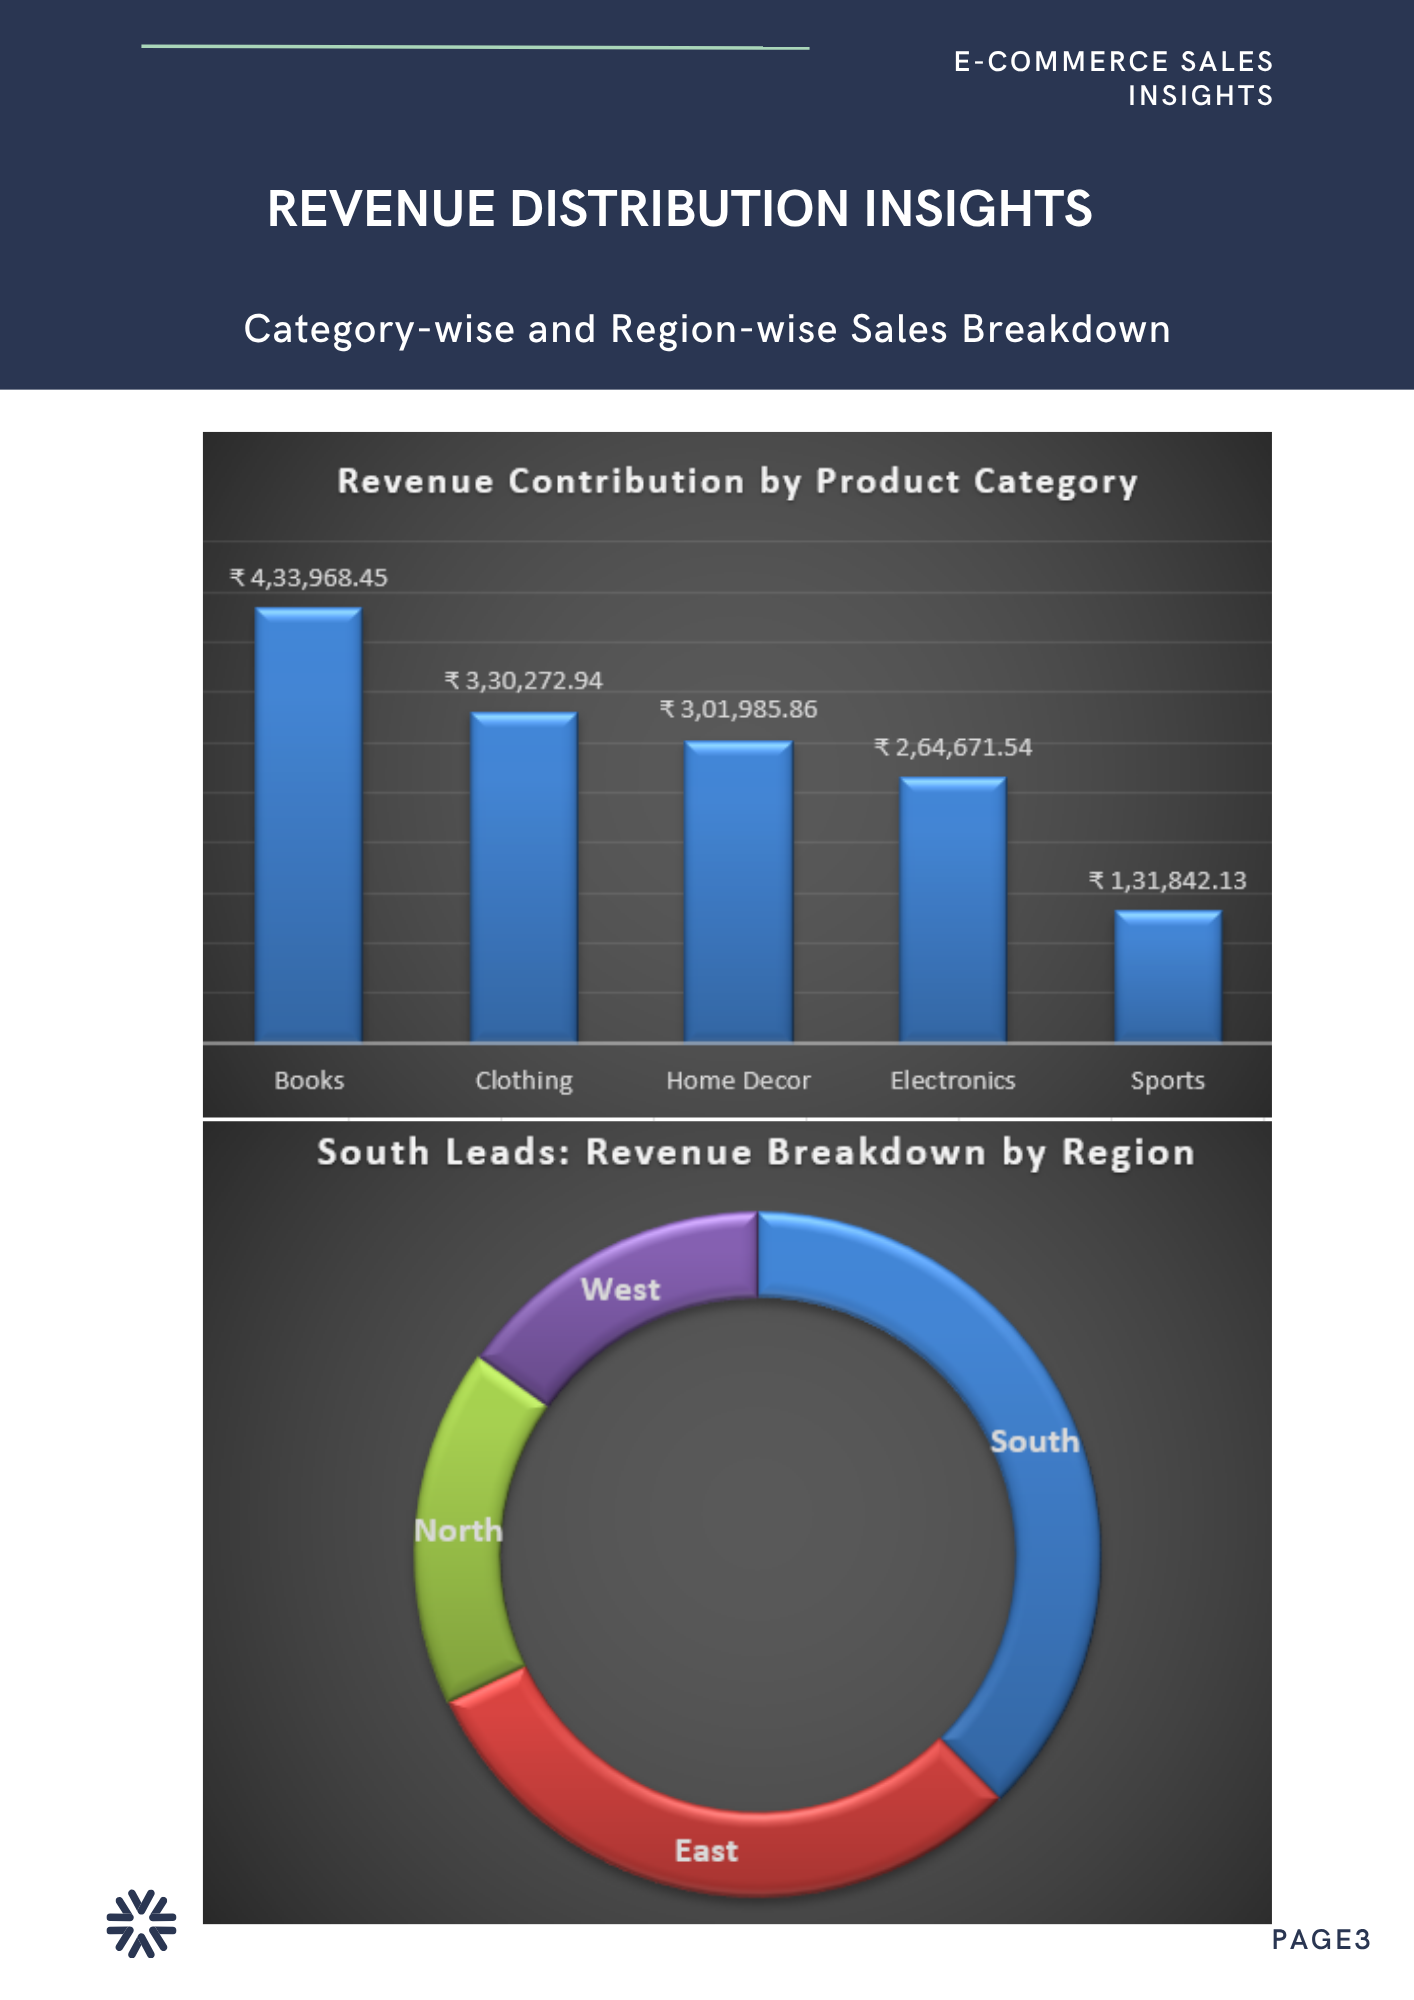 E-COMMERCE SALES
INSIGHTS
REVENUE DISTRIBUTION INSIGHTS
Category-wise and Region-wise Sales Breakdown
Revenue Contribution by Product Category
₹ 4,33,968.45
₹ 3,30,272.94
₹ 3,01,985.86
₹ 2,64,671.54
₹ 1,31,842.13
Books
Clothing
Home Decor
Electronics
Sports
South Leads: Revenue Breakdown by Region
West
South
North
East
PAGE3